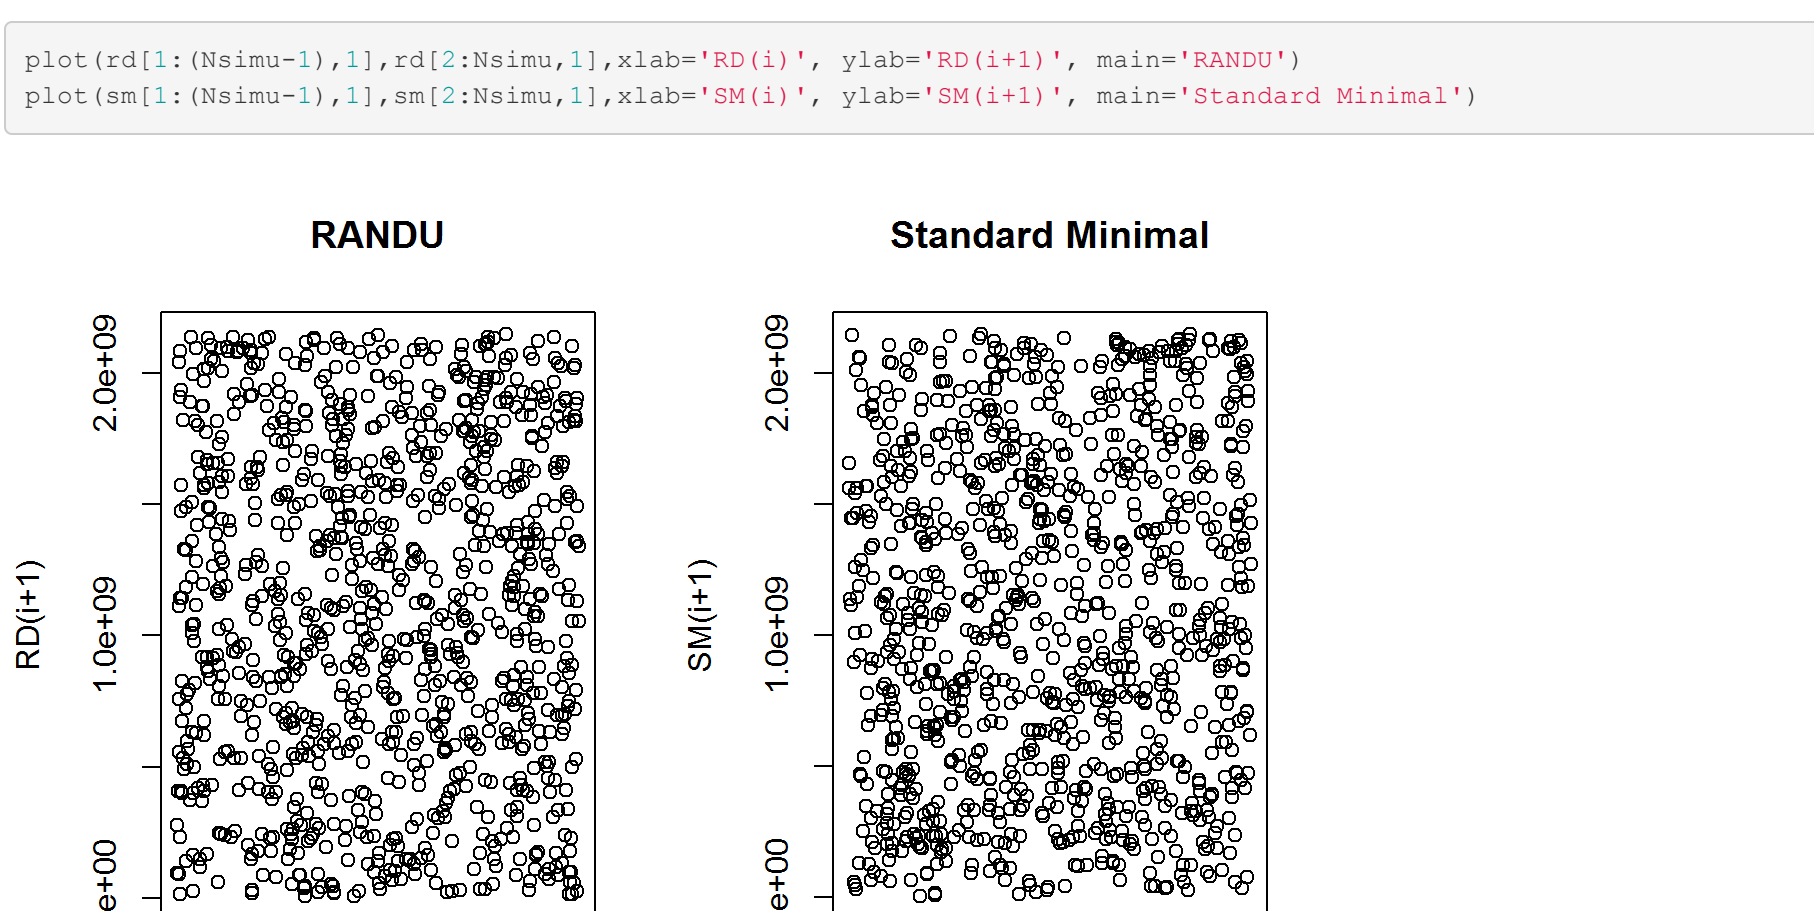 plot(rd[1:(Nsimu-1),1],rd[2:Nsimu,1],xlab='RD(i)', ylab='RD(i+1)', main='RANDU')
plot(sm[1:(Nsimu-1),1],sm[2:Nsimu,1],xlab='SM(i)', ylab='SM(i+1)', main='Standard Minimal')
RANDU
2.0e+09
1.0e+09
e+00
RD(i+1)
Standard Minimal
2.0e+09
1.0e+09
e+00
SM(i+1)